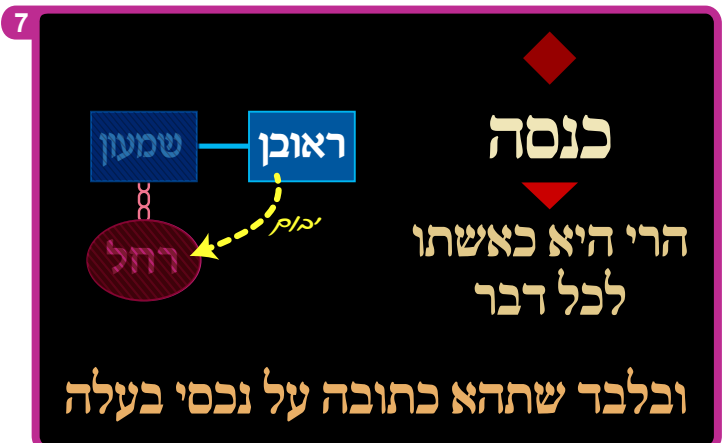 7
כנסה
הרי היא כאשתו
לכל דבר
ראובן
שמעון
יבום
רחל
ובלבד שתהא כתובה על נכסי בעלה